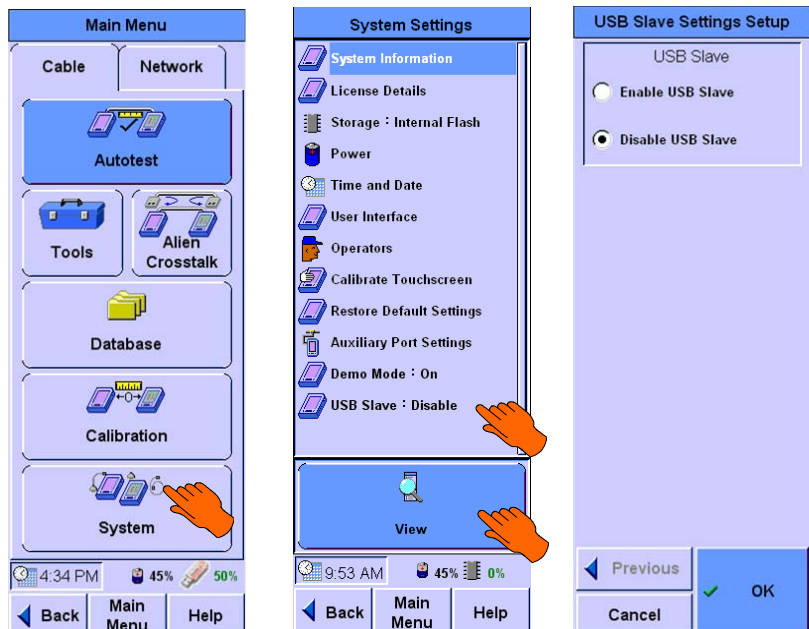 Main Menu
Cable
Network
Autotest
Tools
Alien
Crosstalk
Database
Calibration
System
4:34 PM
45%
50%
Back
Main
Menu
Help
System Settings
System Information
License Details
Storage : Internal Flash
Power
Time and Date
User Interface
Operators
Calibrate Touchscreen
Restore Default Settings
Auxiliary Port Settings
Demo Mode : On
USB Slave : Disable
View
9:53 AM
45%
0%
Back
Main
Menu
Help
USB Slave Settings Setup
USB Slave
Enable USB Slave
Disable USB Slave
Previous
OK
Cancel